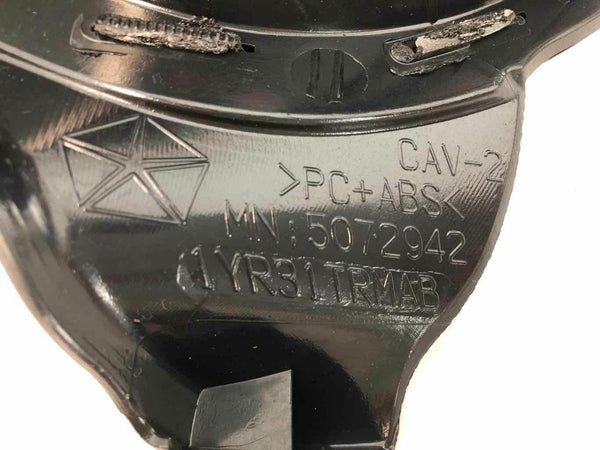 CAV-2
>PC+ABS<
MN:5072942
1YR31TRMAB